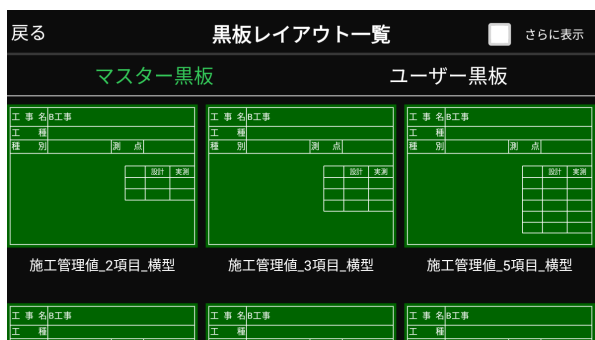 戻る 黒板レイアウト一覧 さらに表示
マスター黒板 ユーザー黒板
工事名 B工事 工事名 B工事 工事名 B工事
工種 工種 工種
種別 測点 種別 測点 種別 測点
設計 実測 設計 実測 設計 実測
施工管理値_2項目_横型 施工管理値_3項目_横型 施工管理値_5項目_横型
工事名 B工事 工事名 B工事 工事名 B工事
工種 工種 工種